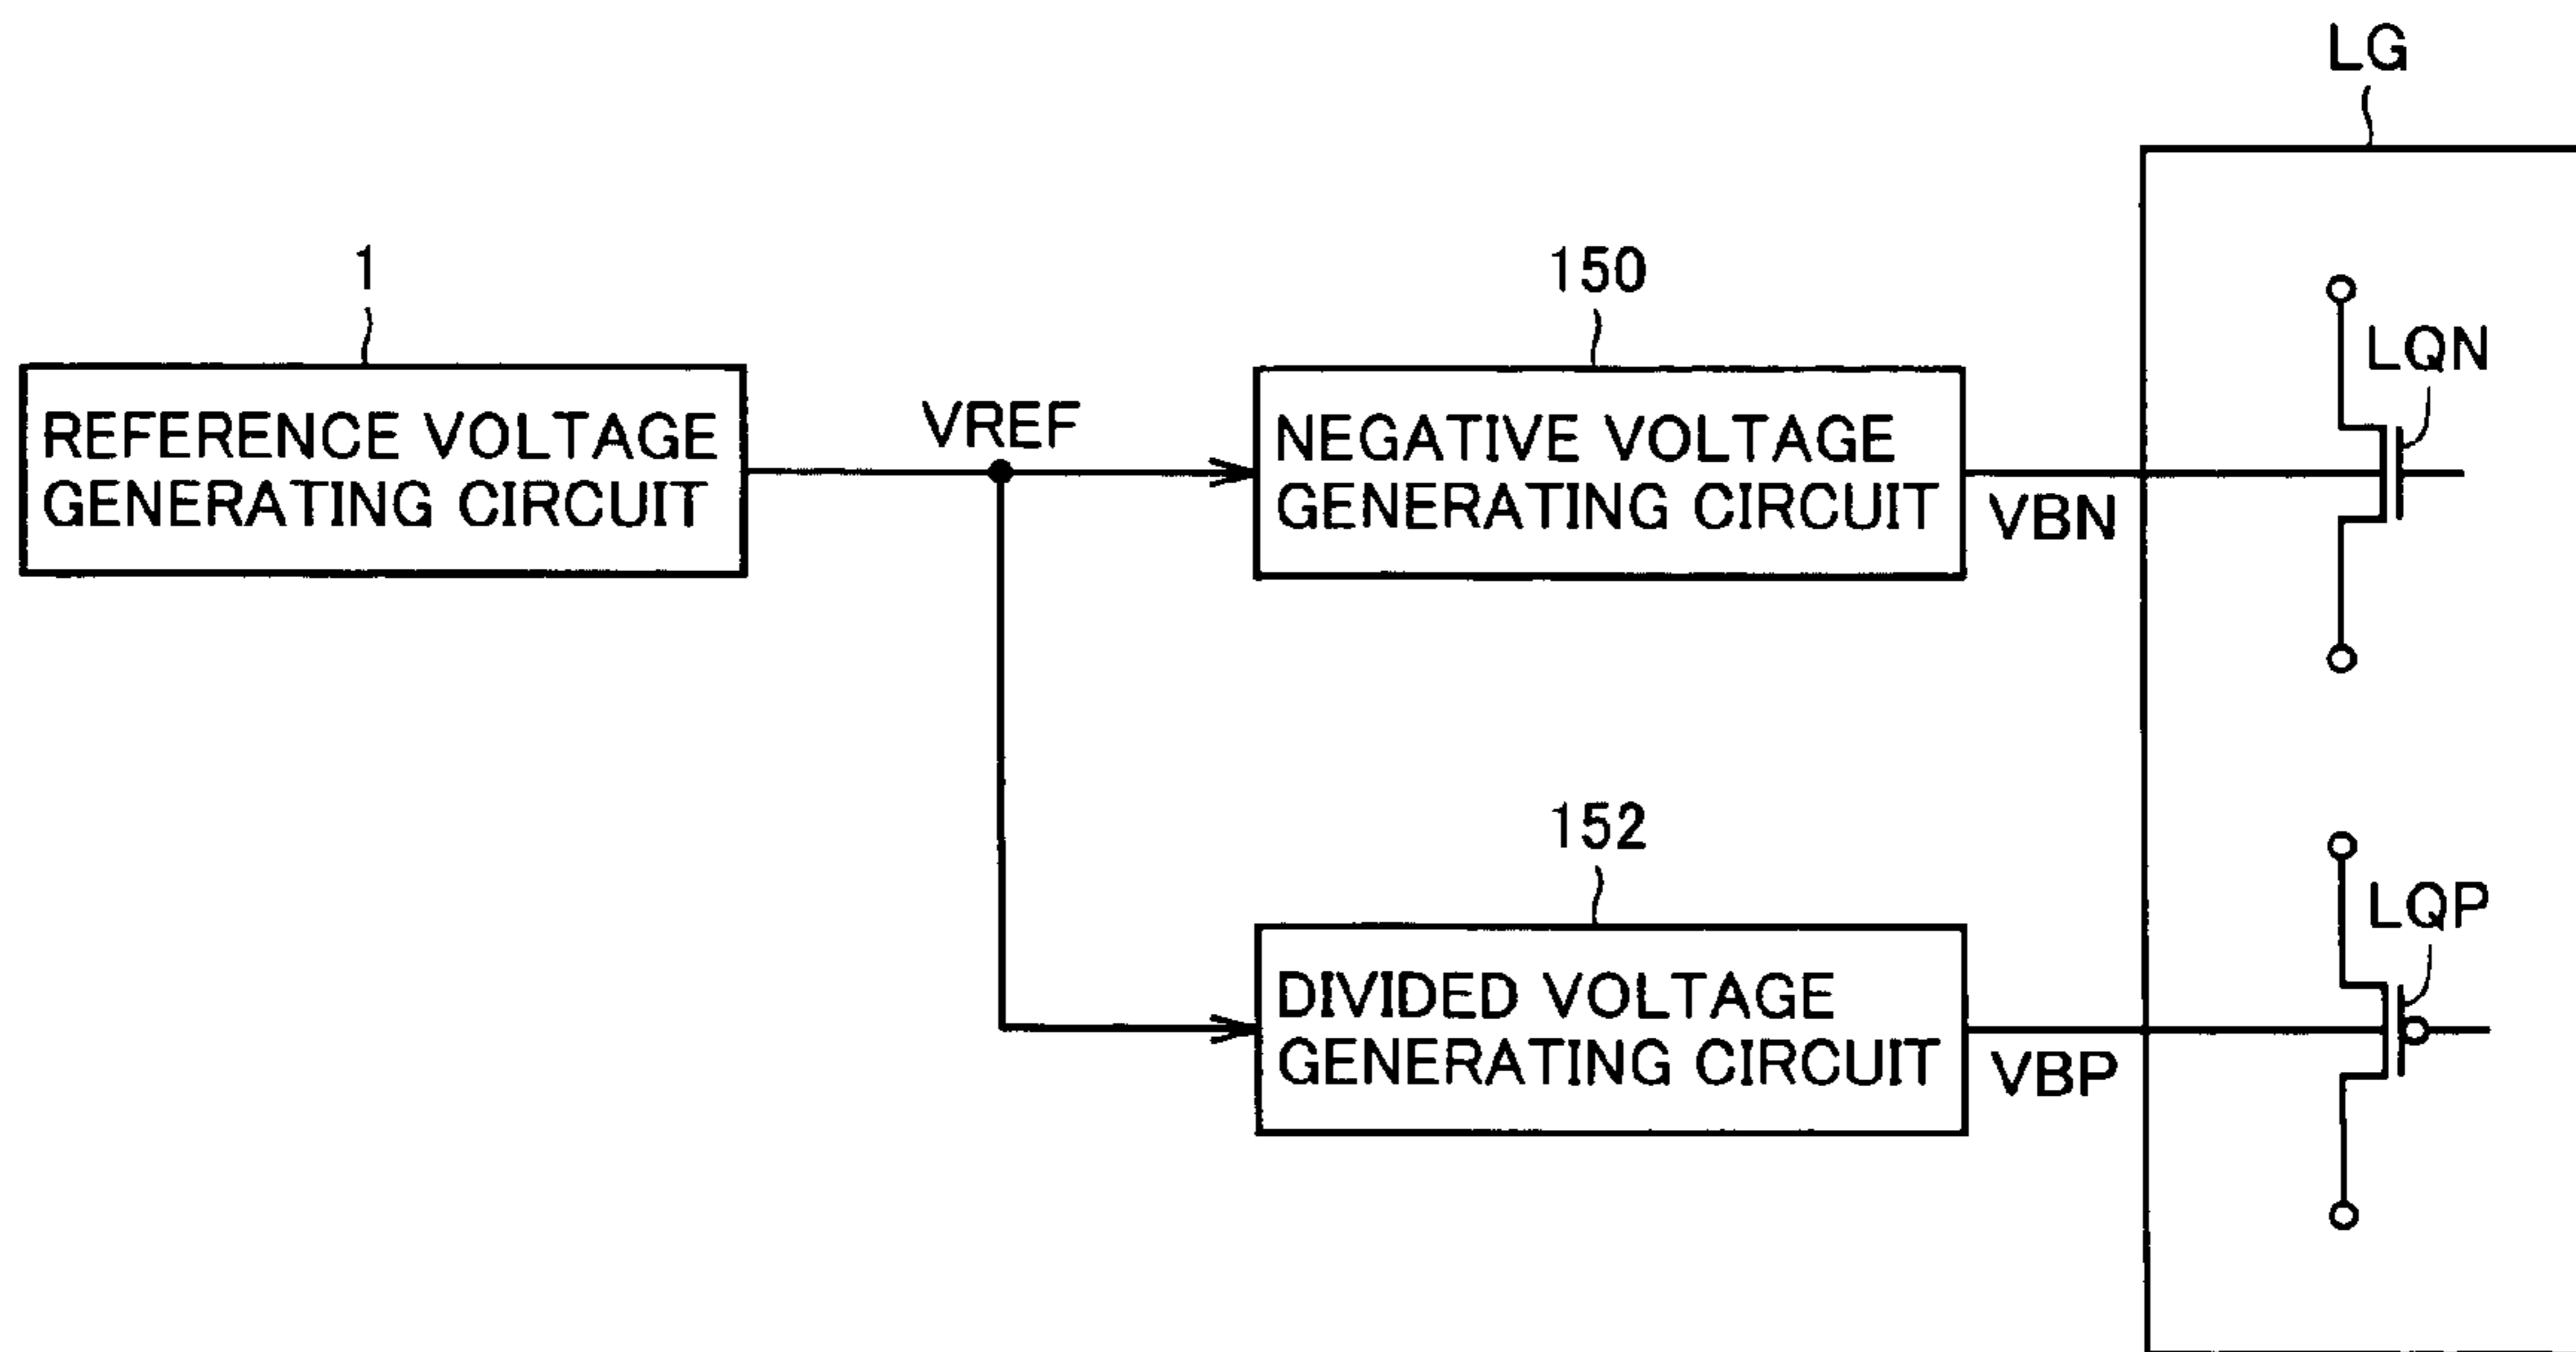 LG
1
150
LQN
REFERENCE VOLTAGE
GENERATING CIRCUIT
VREF
NEGATIVE VOLTAGE
GENERATING CIRCUIT
VBN
152
LQP
DIVIDED VOLTAGE
GENERATING CIRCUIT
VBP